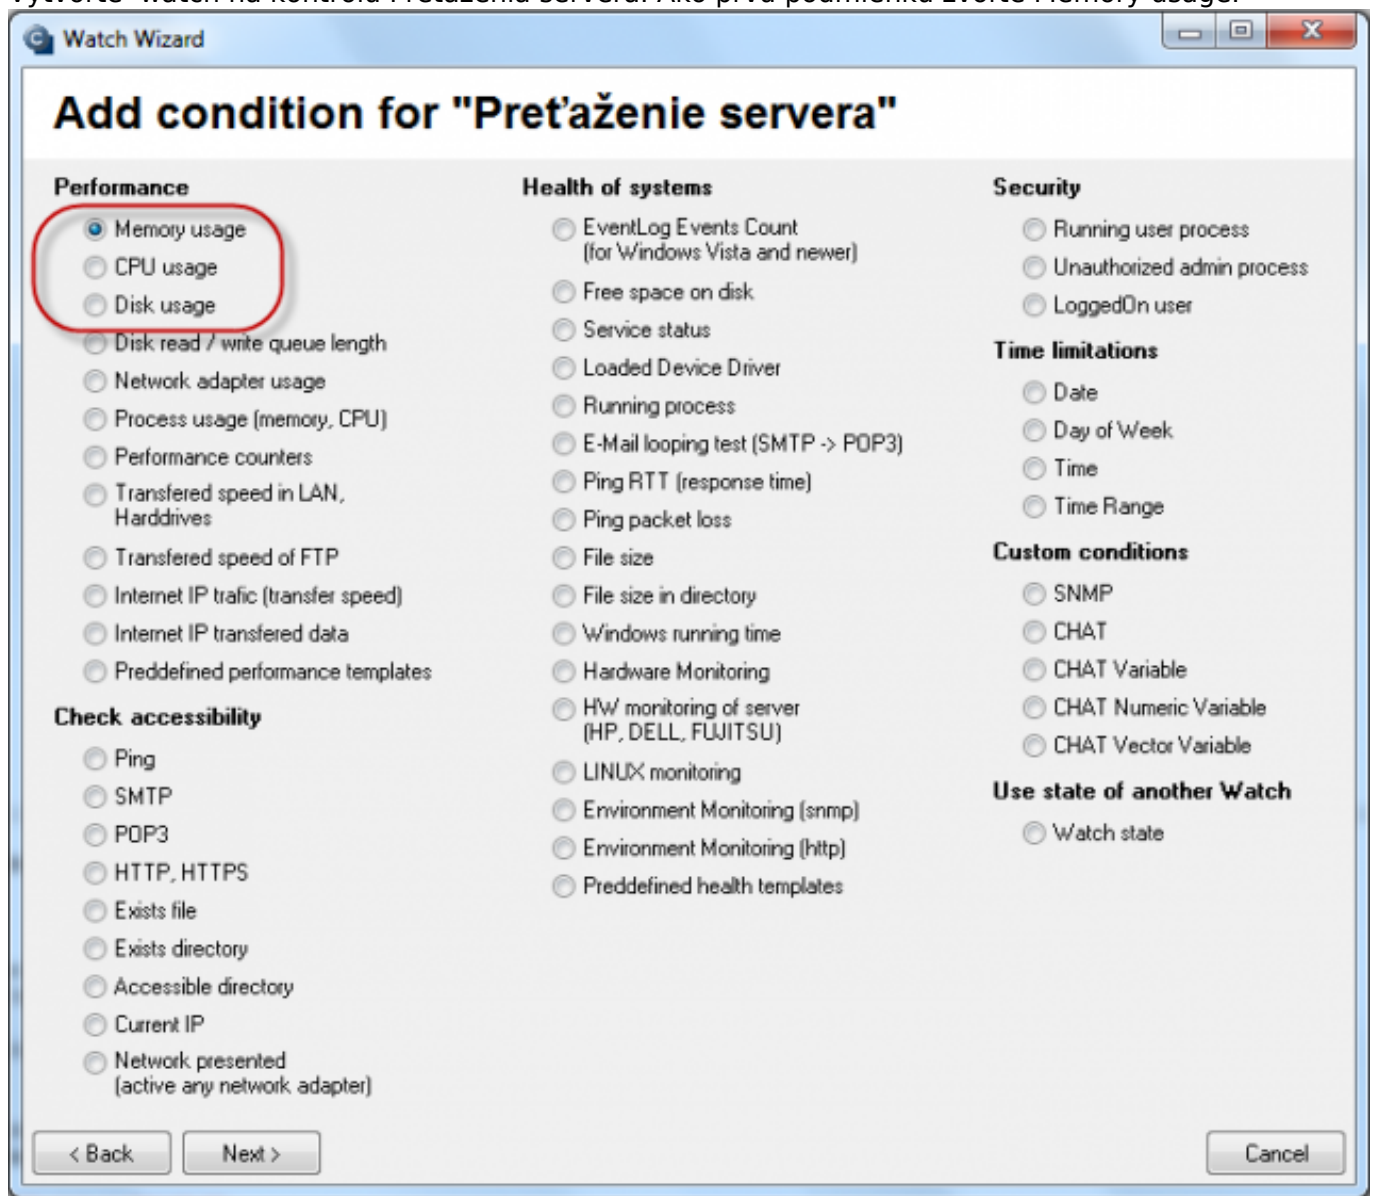 Watch Wizard
Add condition for "Preťaženie servera"
Performance
Memory usage
CPU usage
Disk usage
Disk read / write queue length
Network adapter usage
Process usage (memory, CPU)
Performance counters
Transfered speed in LAN,
Harddrives
Transfered speed of FTP
Internet IP trafic (transfer speed)
Internet IP transfered data
Preddefined performance templates
Check accessibility
Ping
SMTP
POP3
HTTP, HTTPS
Exists file
Exists directory
Accessible directory
Current IP
Network presented
(active any network adapter)
Health of systems
EventLog Events Count
(for Windows Vista and newer)
Free space on disk
Service status
Loaded Device Driver
Running process
E-Mail looping test (SMTP -> POP3)
Ping RTT (response time)
Ping packet loss
File size
File size in directory
Windows running time
Hardware Monitoring
HW monitoring of server
(HP, DELL, FUJITSU)
LINUX monitoring
Environment Monitoring (snmp)
Environment Monitoring (http)
Preddefined health templates
Security
Running user process
Unauthorized admin process
LoggedOn user
Time limitations
Date
Day of Week
Time
Time Range
Custom conditions
SNMP
CHAT
CHAT Variable
CHAT Numeric Variable
CHAT Vector Variable
Use state of another Watch
Watch state
< Back
Next >
Cancel